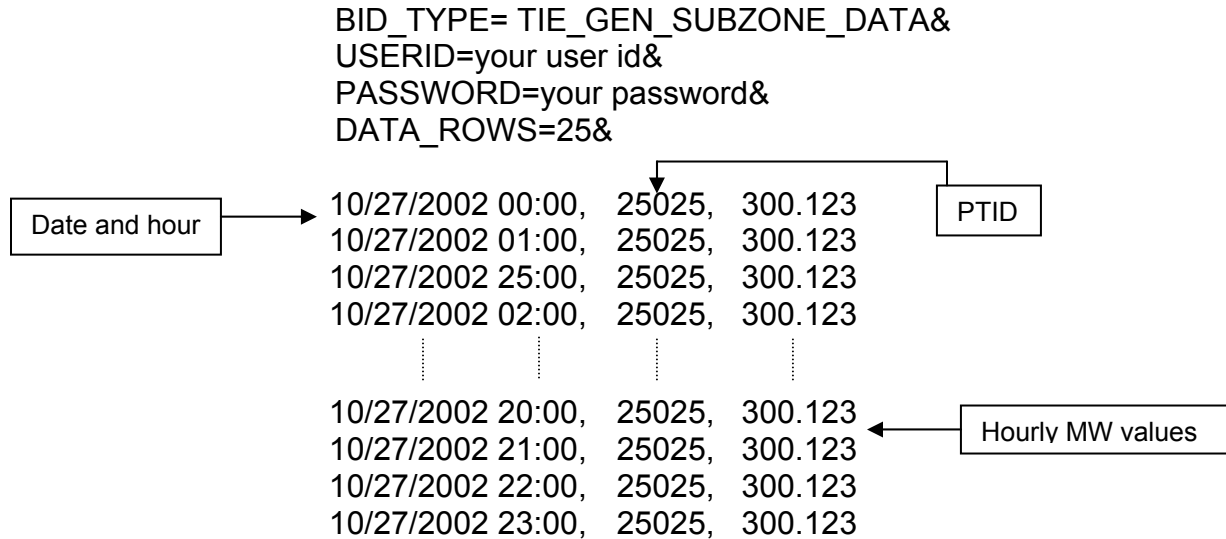 BID_TYPE= TIE_GEN_SUBZONE_DATA&
USERID=your user id&
PASSWORD=your password&
DATA_ROWS=25&
Date and hour
10/27/2002 00:00, 25025, 300.123
PTID
10/27/2002 01:00, 25025, 300.123
10/27/2002 25:00, 25025, 300.123
10/27/2002 02:00, 25025, 300.123
10/27/2002 20:00, 25025, 300.123
Hourly MW values
10/27/2002 21:00, 25025, 300.123
10/27/2002 22:00, 25025, 300.123
10/27/2002 23:00, 25025, 300.123